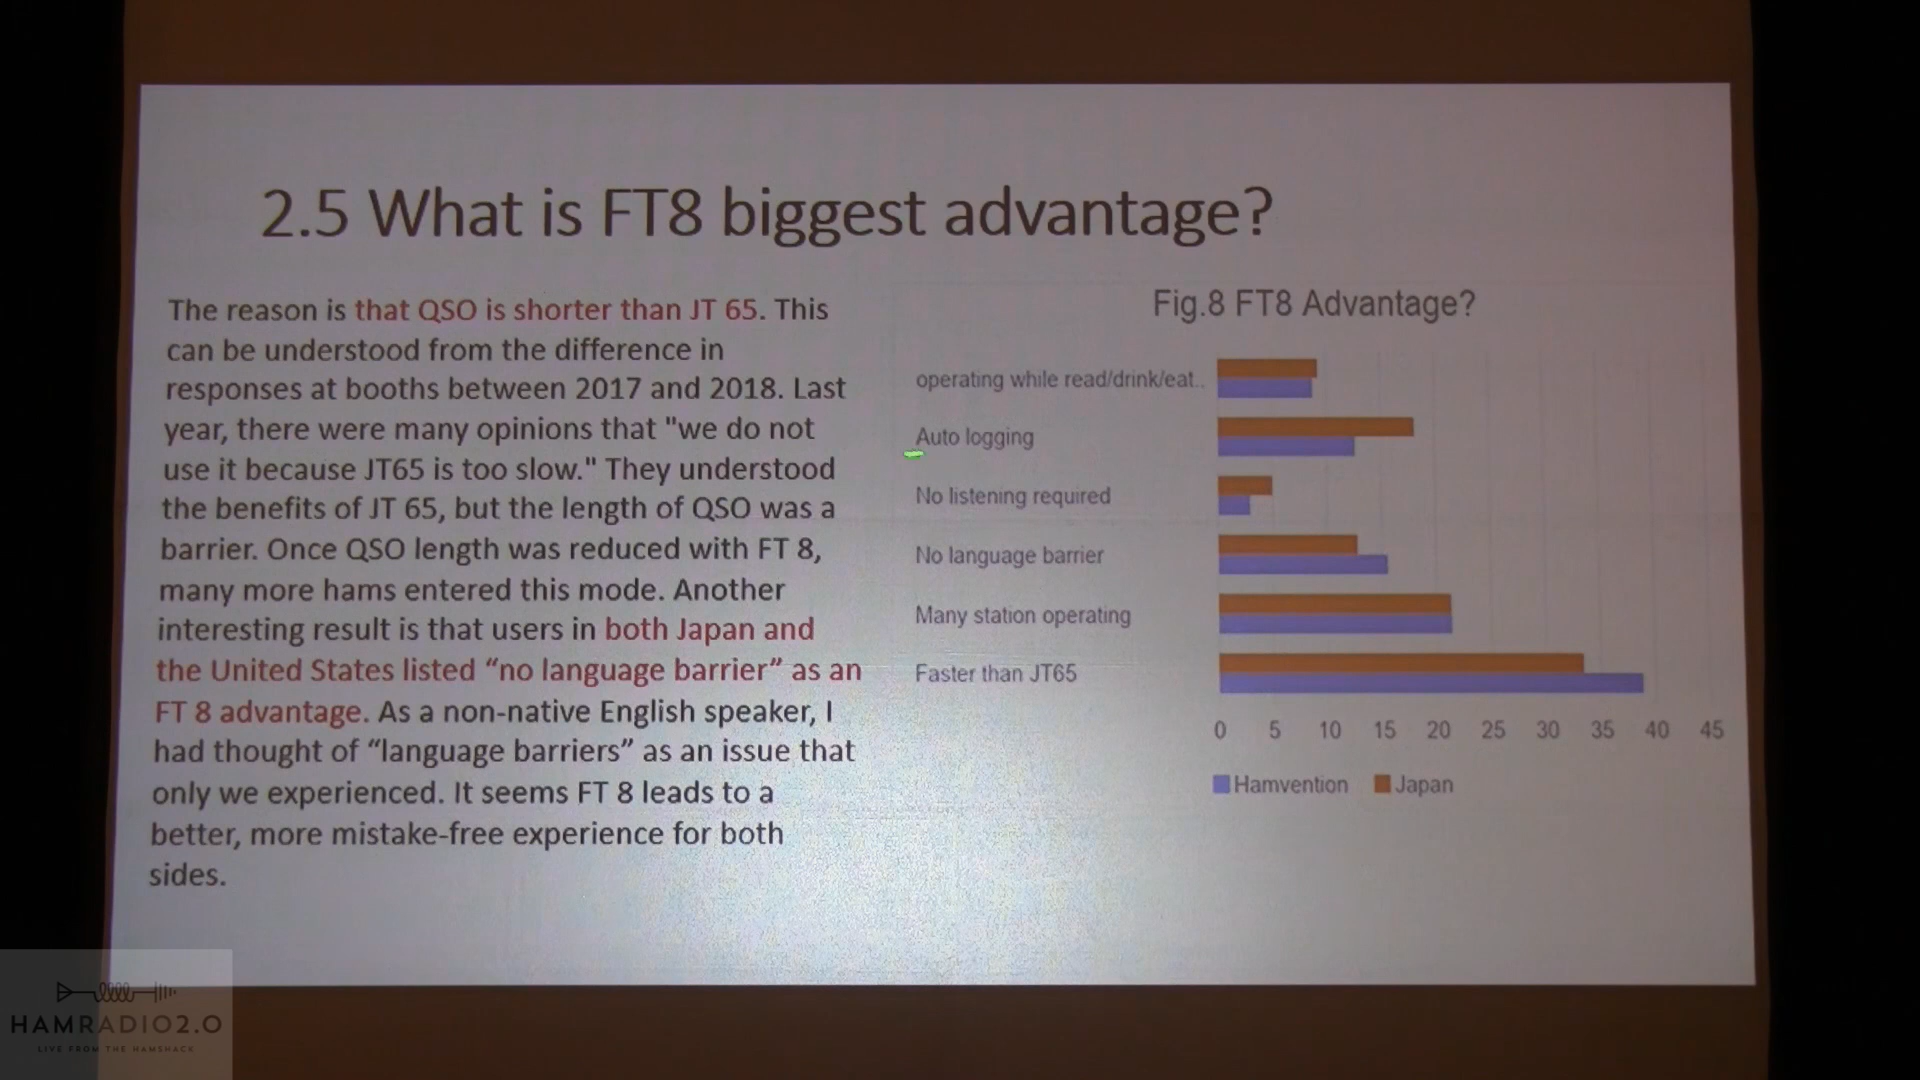 2.5 What is FT8 biggest advantage?
The reason is that QSO is shorter than JT 65. This
can be understood from the difference in
responses at booths between 2017 and 2018. Last
year, there were many opinions that "we do not
use it because JT65 is too slow." They understood
the benefits of JT 65, but the length of QSO was a
barrier. Once QSO length was reduced with FT 8,
many more hams entered this mode. Another
interesting result is that users in both Japan and
the United States listed “no language barrier” as an
FT 8 advantage. As a non-native English speaker, I
had thought of “language barriers” as an issue that
only we experienced. It seems FT 8 leads to a
better, more mistake-free experience for both
sides.
Fig.8 FT8 Advantage?
operating while read/drink/eat..
Auto logging
No listening required
No language barrier
Many station operating
Faster than JT65
0 5 10 15 20 25 30 35 40 45
Hamvention Japan
HAMRADIO2.0
LIVE FROM THE HAMSHACK